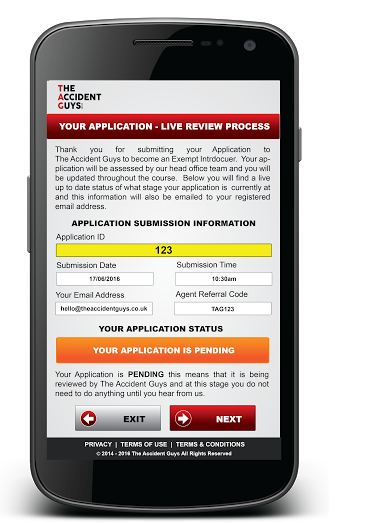 THE
ACCIDENT
GUYS
YOUR APPLICATION - LIVE REVIEW PROCESS
Thank you for submitting your Application to
The Accident Guys to become an Exempt Intrdocuer. Your ap-
plication will be assessed by our head office team and you will
be updated throughout the course. Below you will find a live
up to date status of what stage your application is currently at
and this information will also be emailed to your registered
email address.
APPLICATION SUBMISSION INFORMATION
Application ID
123
Submission Date Submission Time
17/06/2016 10:30am
Your Email Address Agent Referral Code
hello@theaccidentguys.co.uk TAG123
YOUR APPLICATION STATUS
YOUR APPLICATION IS PENDING
Your Application is PENDING this means that it is being
reviewed by The Accident Guys and at this stage you do not
need to do anything until you hear from us.
EXIT NEXT
PRIVACY | TERMS OF USE | TERMS & CONDITIONS
© 2014 - 2016 The Accident Guys All Rights Reserved